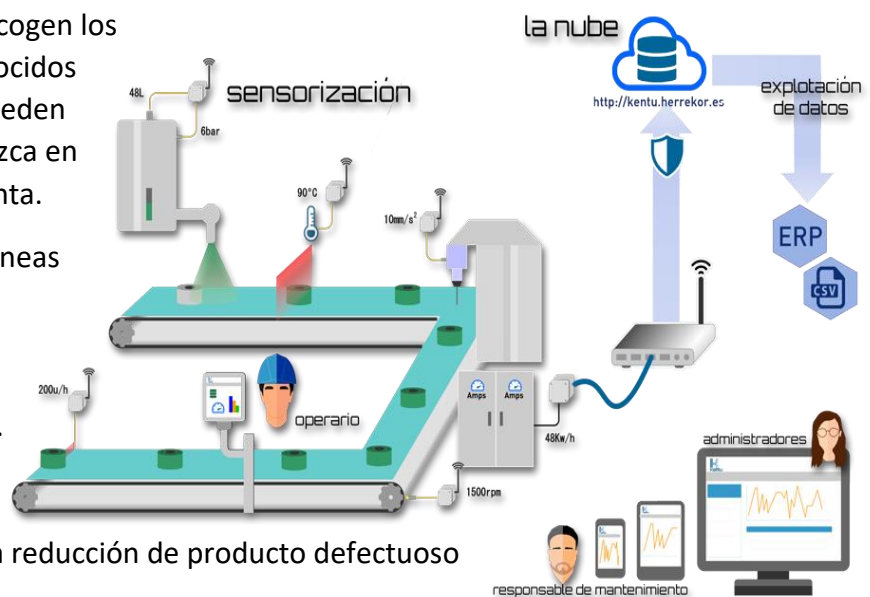 cogen los
ocidos
eden
zca en
nta.
neas
.
n reducción de producto defectuoso
sensorización
48L
6bar
90°C
10mm/s²
200u/h
operario
1500rpm
Amps Amps
48Kw/h
la nube
http://kentu.herrekor.es
explotación
de datos
ERP
CSV
administradores
responsable de mantenimiento